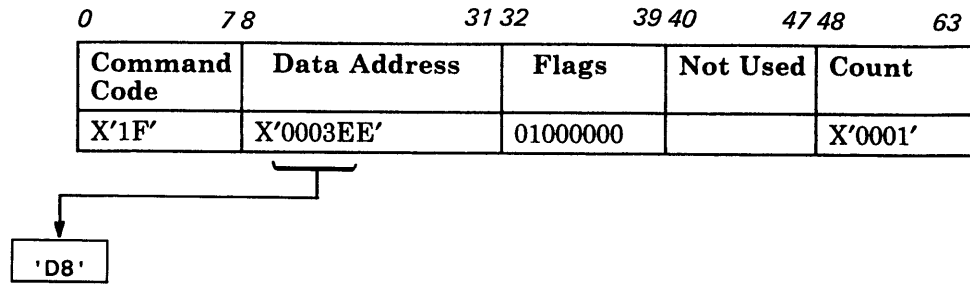 0 7 8 31 32 39 40 47 48 63
Command Code Data Address Flags Not Used Count
X'1F' X'0003EE' 01000000 X'0001'
'D8'